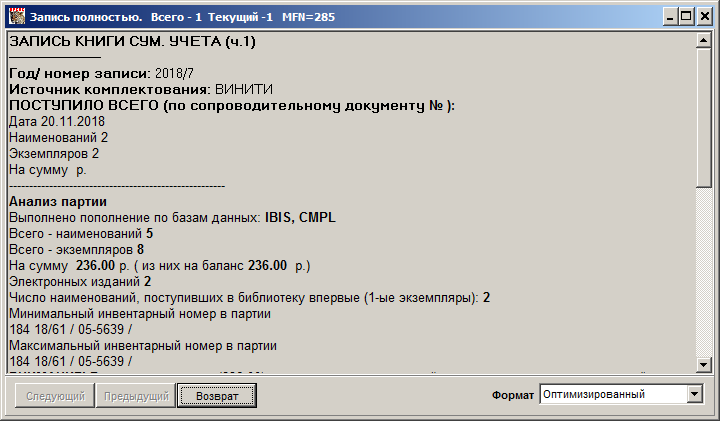 Запись полностью. Всего - 1 Текущий -1 MFN=285
ЗАПИСЬ КНИГИ СУМ. УЧЕТА (ч.1)
Год/ номер записи: 2018/7
Источник комплектования: ВИНИТИ
ПОСТУПИЛО ВСЕГО (по сопроводительному документу № ):
Дата 20.11.2018
Наименований 2
Экземпляров 2
На сумму р.
Анализ партии
Выполнено пополнение по базам данных: IBIS, CMPL
Всего - наименований 5
Всего - экземпляров 8
На сумму 236.00 р. ( из них на баланс 236.00 р.)
Электронных изданий 2
Число наименований, поступивших в библиотеку впервые (1-ые экземпляры): 2
Минимальный инвентарный номер в партии
184 18/61 / 05-5639 /
Максимальный инвентарный номер в партии
184 18/61 / 05-5639 /
Следующий Предыдущий Возврат Формат Оптимизированный